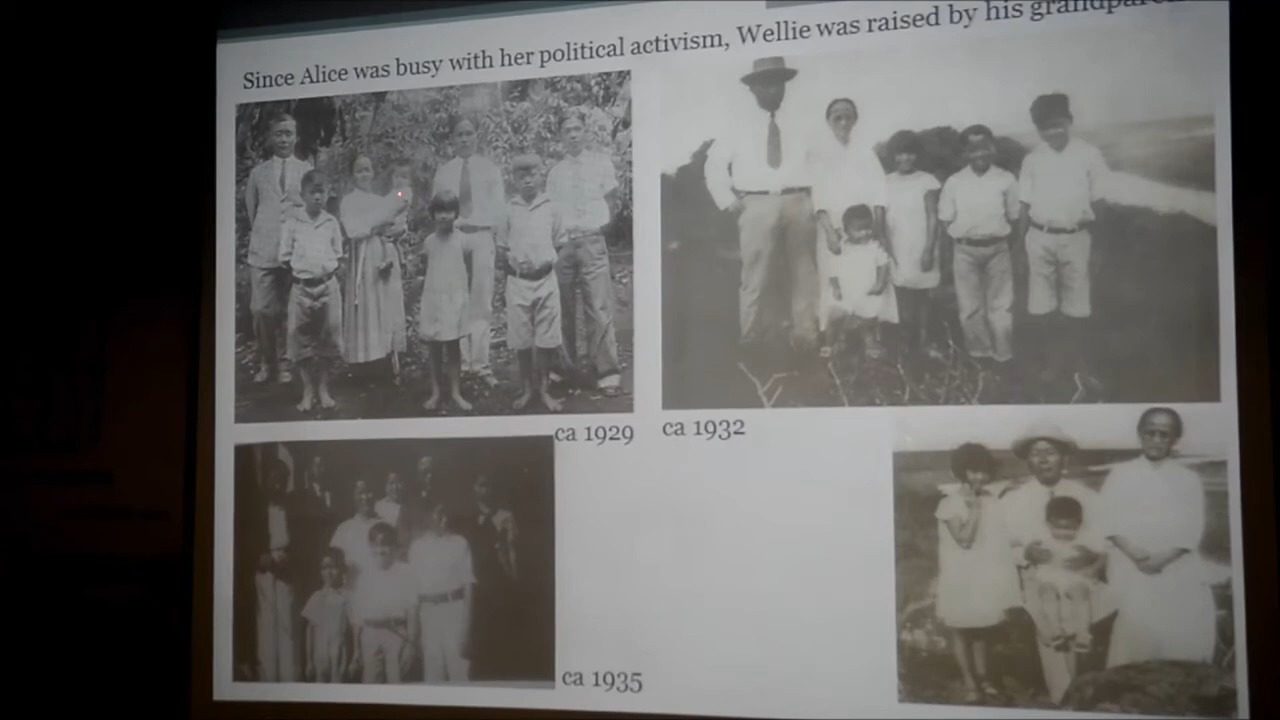 Since Alice was busy with her political activism, Wellie was raised by his
ca 1929
ca 1932
ca 1935